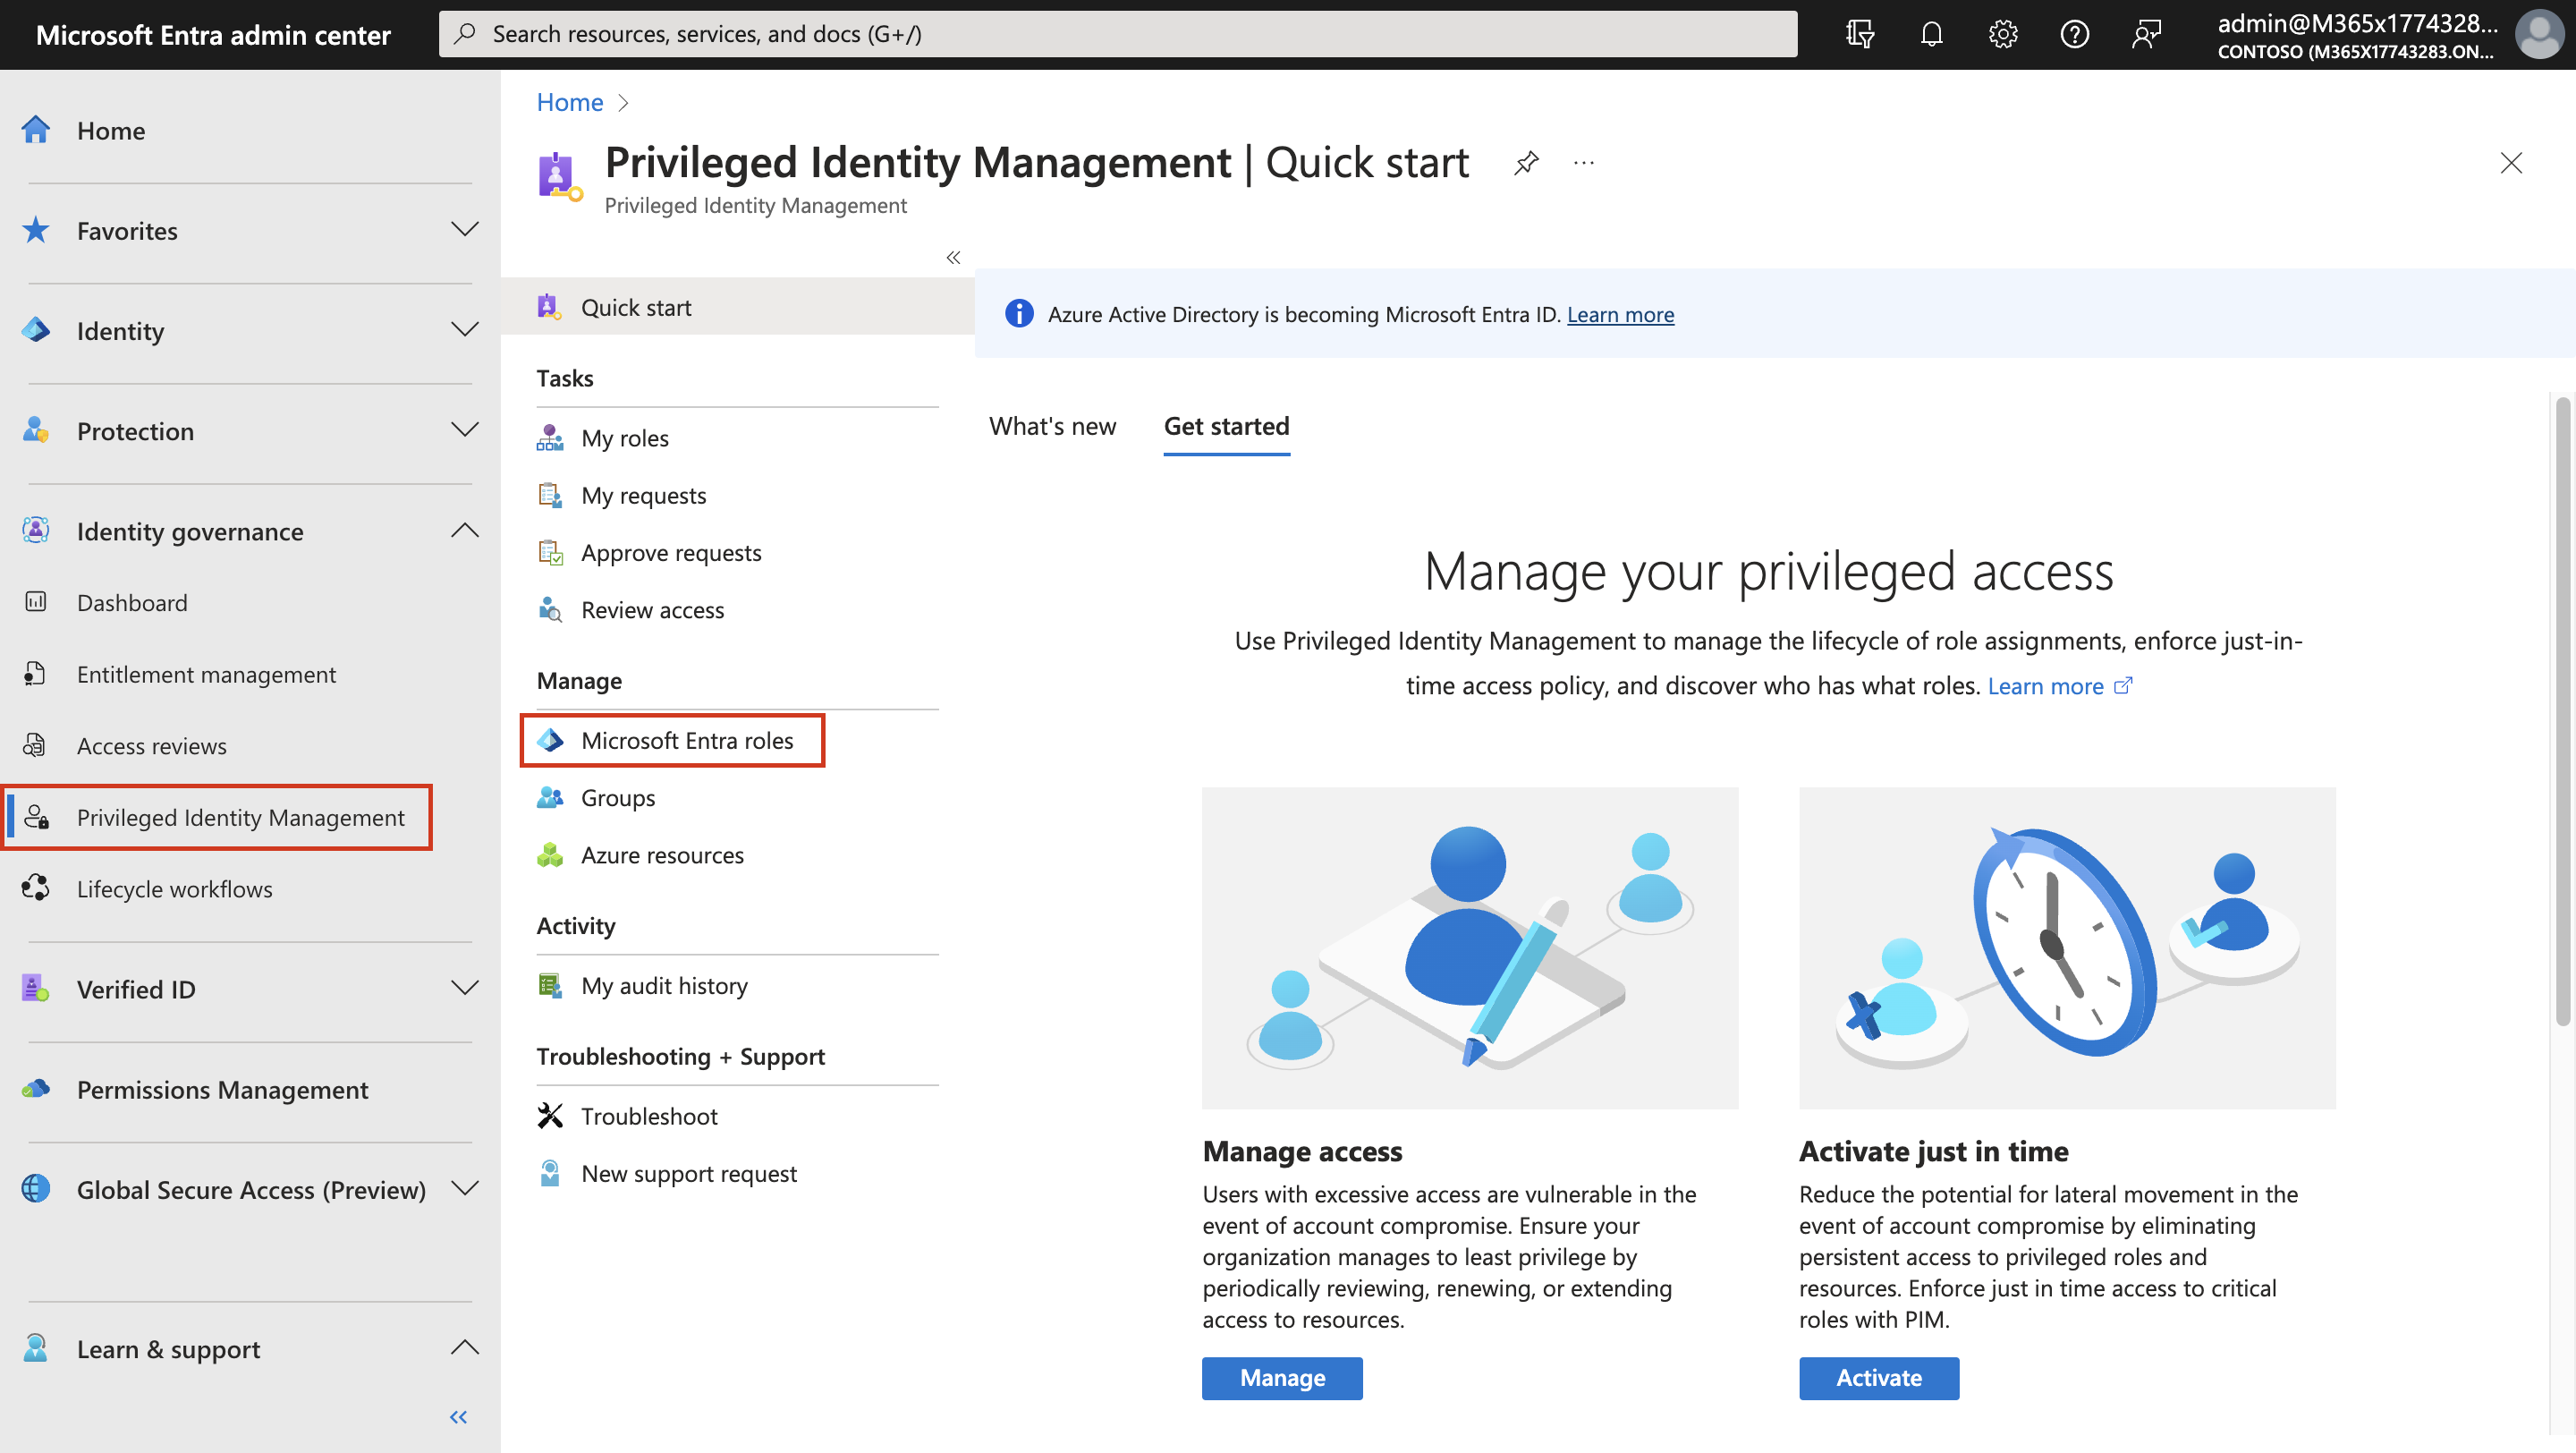 Microsoft Entra admin center
Search resources, services, and docs (G+/)
admin@M365x1774328...
CONTOSO (M365X17743283.ON...
Home
Favorites
Identity
Protection
Identity governance
Dashboard
Entitlement management
Access reviews
Privileged Identity Management
Lifecycle workflows
Verified ID
Permissions Management
Global Secure Access (Preview)
Learn & support
Home
Privileged Identity Management | Quick start
Privileged Identity Management
Quick start
Tasks
My roles
My requests
Approve requests
Review access
Manage
Microsoft Entra roles
Groups
Azure resources
Activity
My audit history
Troubleshooting + Support
Troubleshoot
New support request
Azure Active Directory is becoming Microsoft Entra ID. Learn more
What's new
Get started
Manage your privileged access
Use Privileged Identity Management to manage the lifecycle of role assignments, enforce just-in-
time access policy, and discover who has what roles. Learn more
Manage access
Users with excessive access are vulnerable in the
event of account compromise. Ensure your
organization manages to least privilege by
periodically reviewing, renewing, or extending
access to resources.
Manage
Activate just in time
Reduce the potential for lateral movement in the
event of account compromise by eliminating
persistent access to privileged roles and
resources. Enforce just in time access to critical
roles with PIM.
Activate